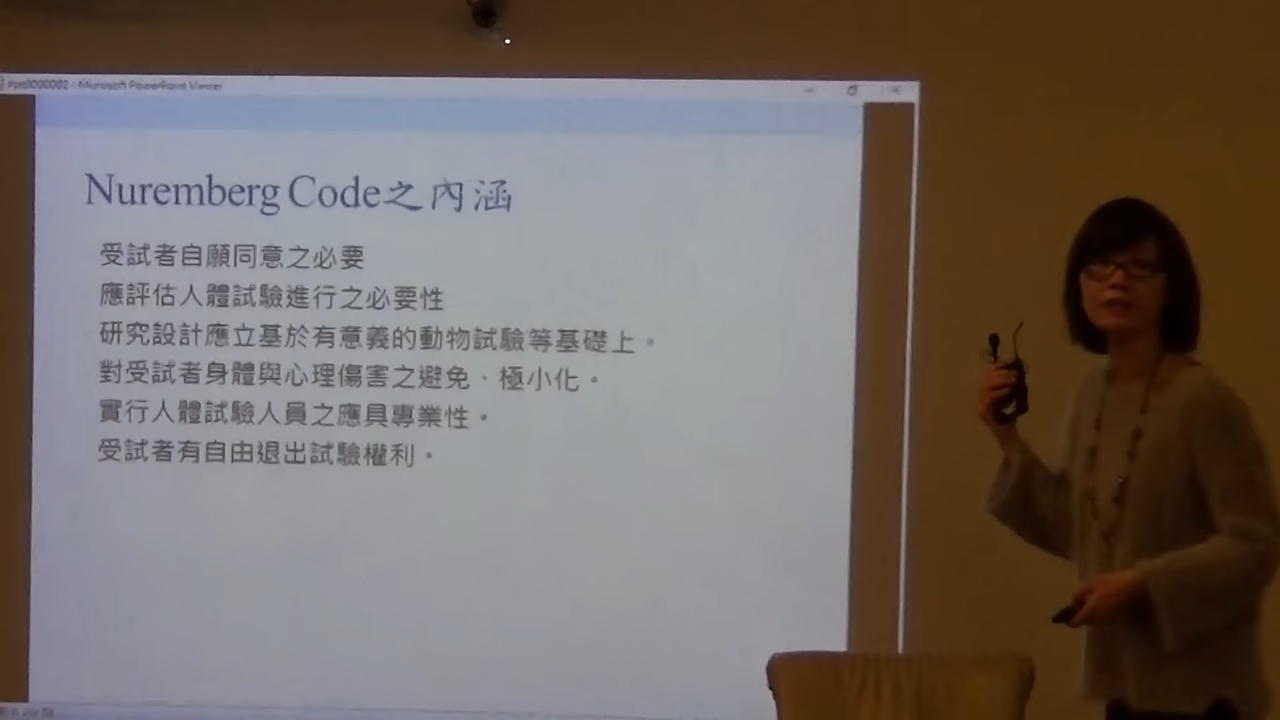 Microsoft PowerPoint Viewer
Nuremberg Code之內涵
受試者自願同意之必要
應評估人體試驗進行之必要性
研究設計應立基於有意義的動物試驗等基礎上。
對受試者身體與心理傷害之避免、極小化。
實行人體試驗人員之應具專業性。
受試者有自由退出試驗權利。